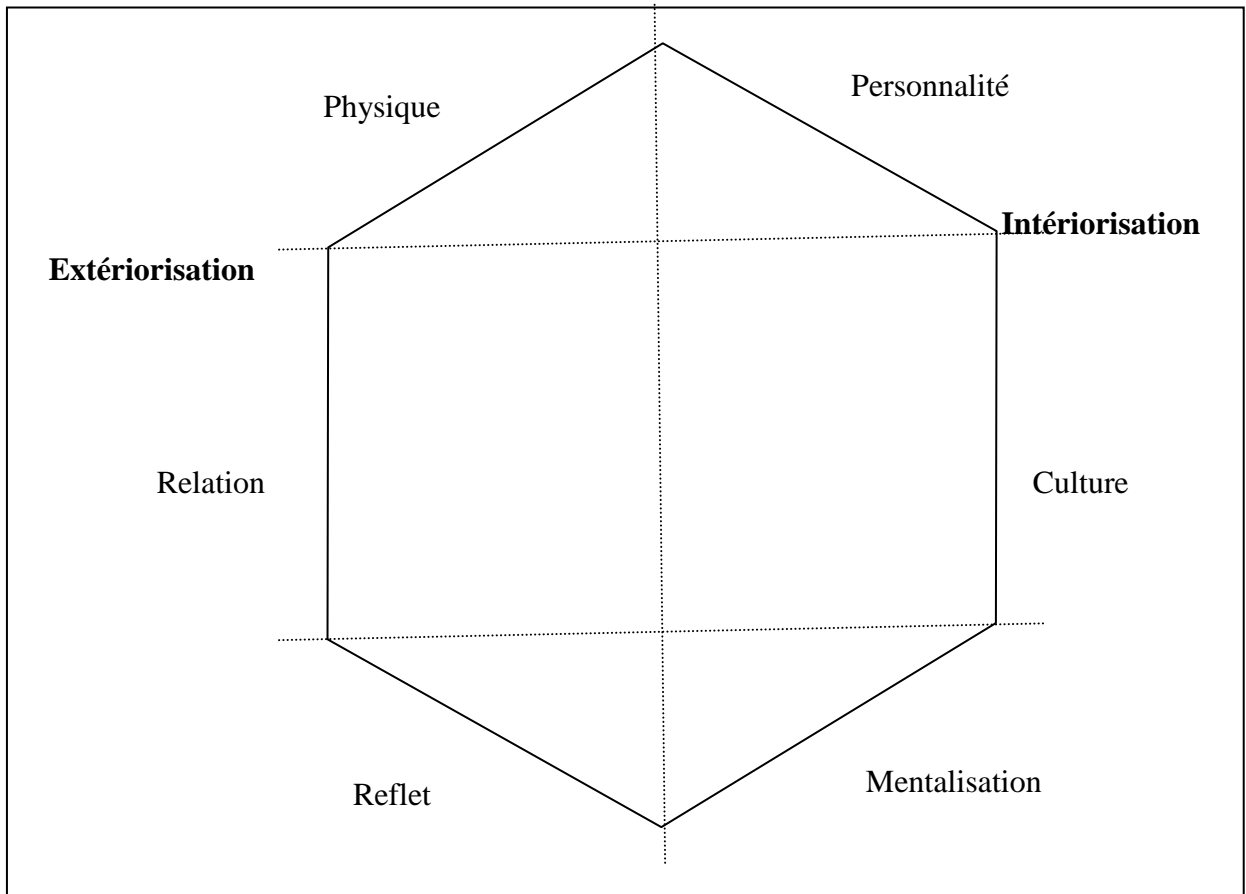 Personnalité
Physique
Intériorisation
Extériorisation
Relation
Culture
Mentalisation
Reflet